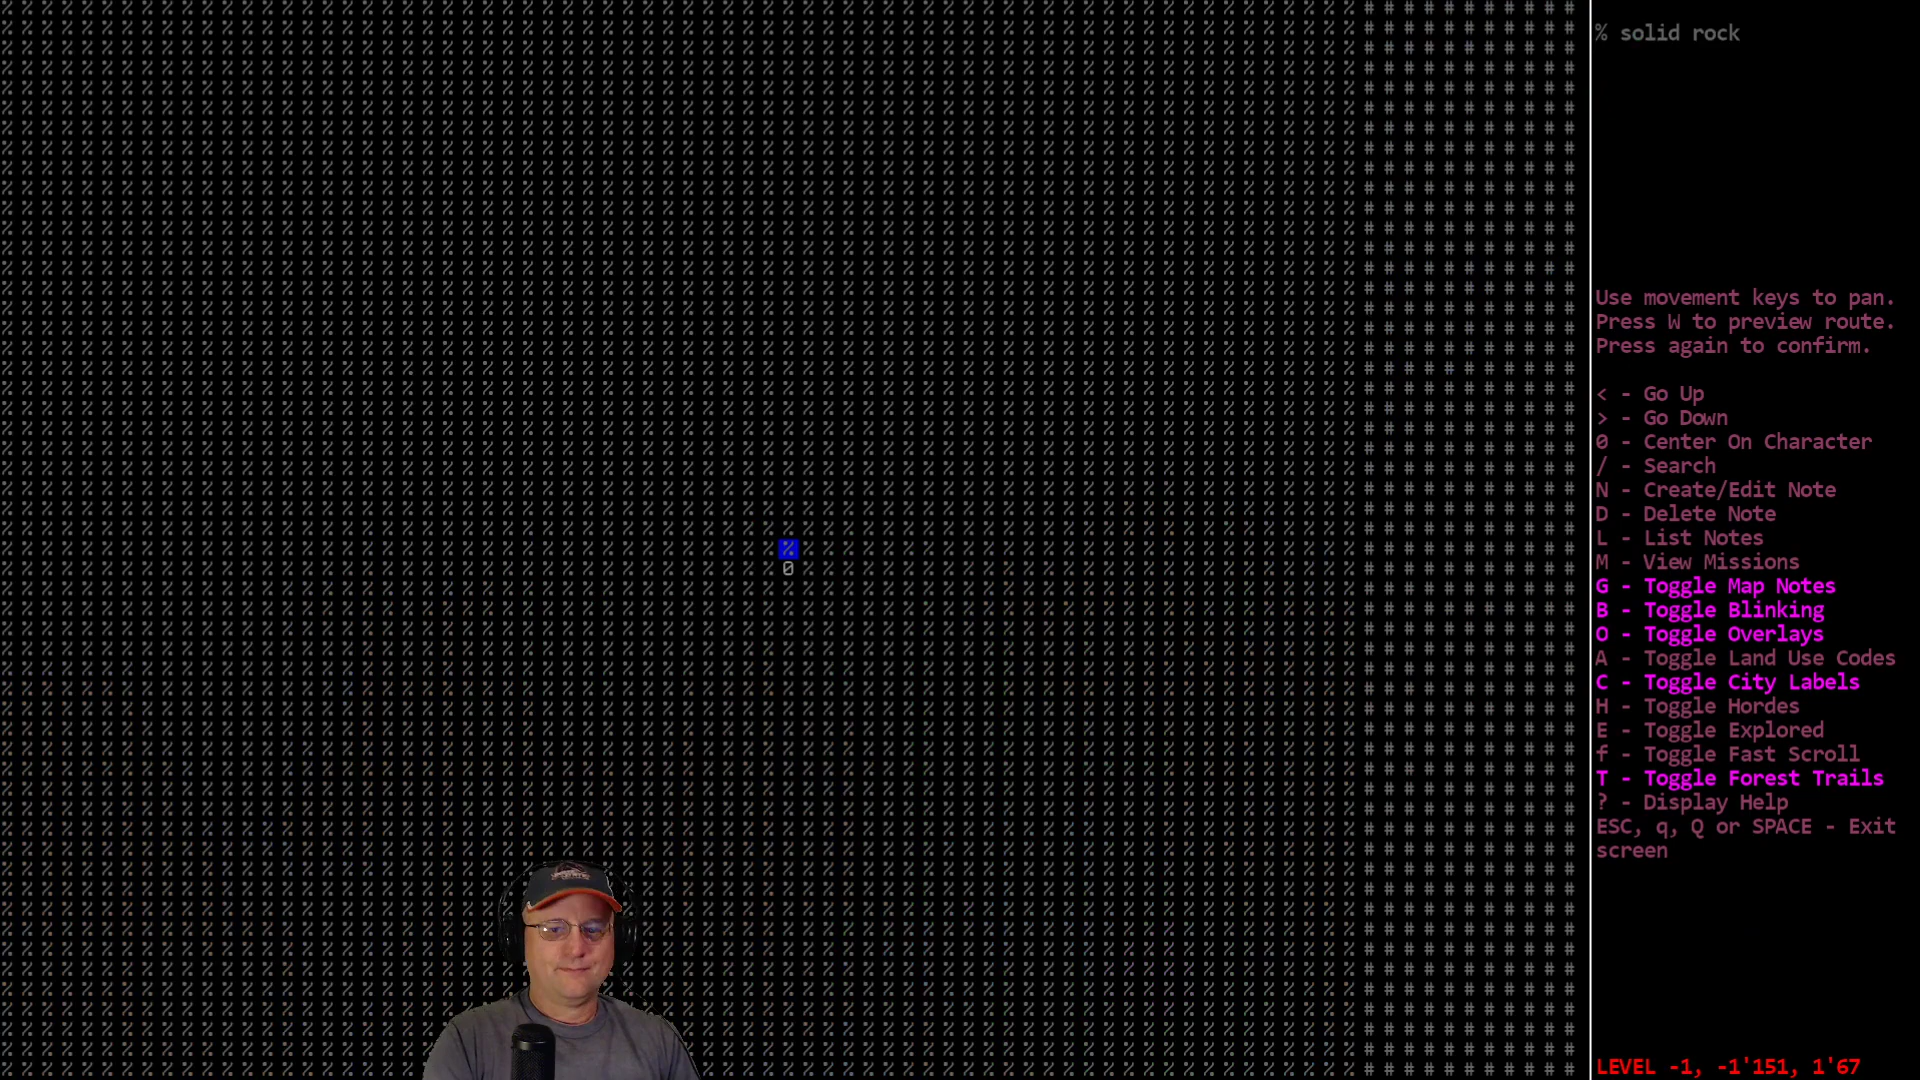 % solid rock
Use movement keys to pan.
Press W to preview route.
Press again to confirm.
< - Go Up
> - Go Down
0 - Center On Character
/ - Search
N - Create/Edit Note
D - Delete Note
L - List Notes
M - View Missions
G - Toggle Map Notes
B - Toggle Blinking
O - Toggle Overlays
A - Toggle Land Use Codes
C - Toggle City Labels
H - Toggle Hordes
E - Toggle Explored
f - Toggle Fast Scroll
T - Toggle Forest Trails
? - Display Help
ESC, q, Q or SPACE - Exit
screen
LEVEL -1, -1'151, 1'67
%
0